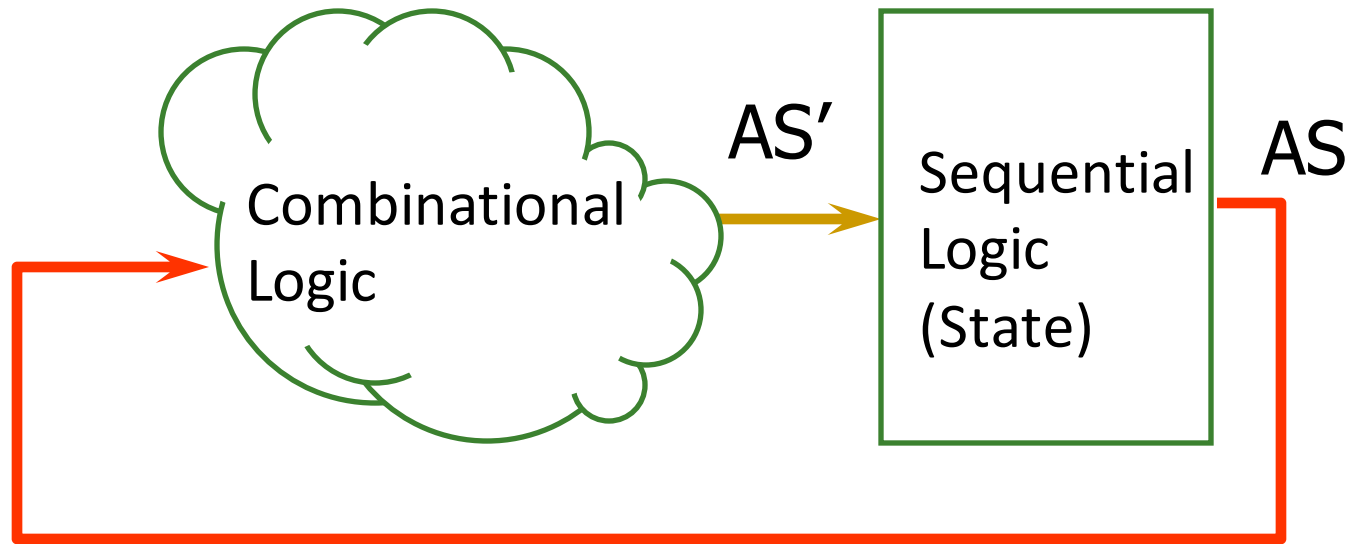 Combinational
Logic
AS′
Sequential
Logic
(State)
AS